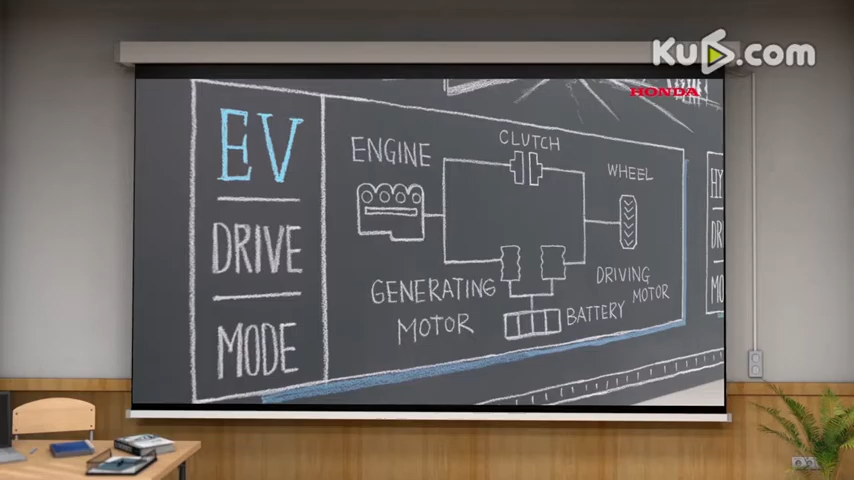 Ku6.com
HONDA
EV
DRIVE
MODE
ENGINE
CLUTCH
WHEEL
GENERATING
MOTOR
DRIVING
MOTOR
BATTERY